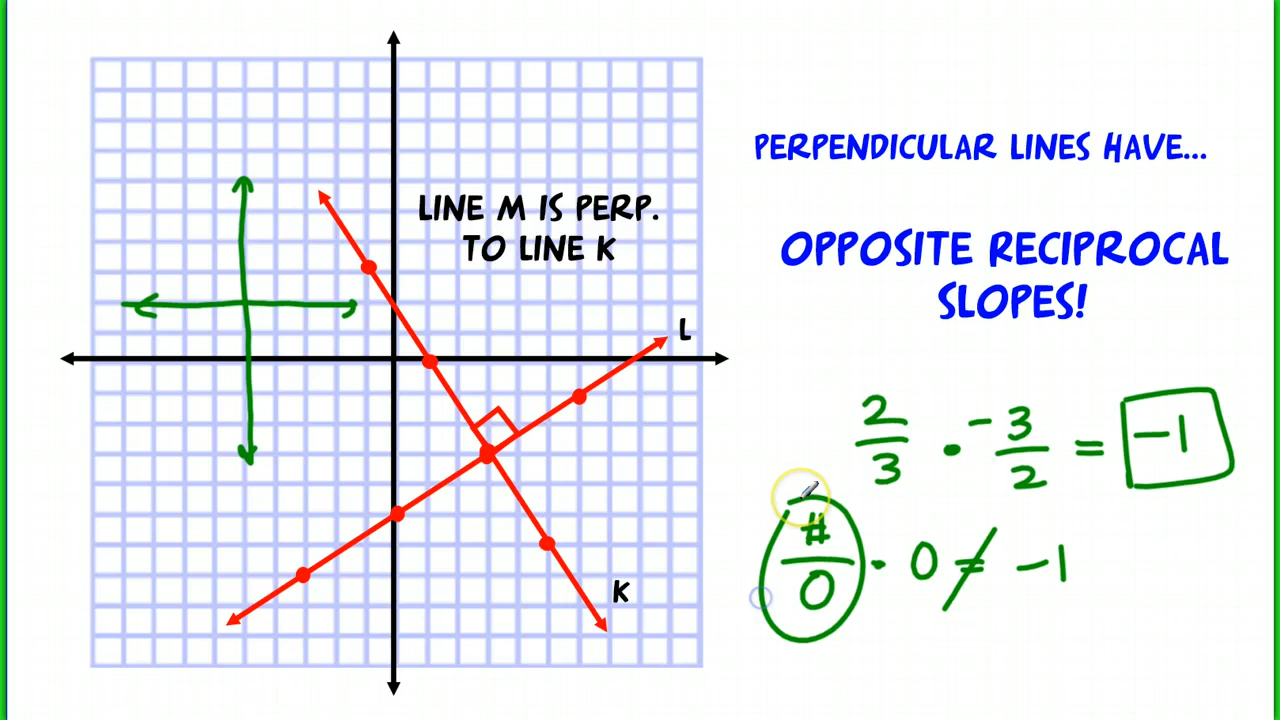 PERPENDICULAR LINES HAVE...
LINE M IS PERP.
TO LINE K
OPPOSITE RECIPROCAL
SLOPES!
L
K
2/3 · -3/2 = -1
#/0 · 0 ≠ -1